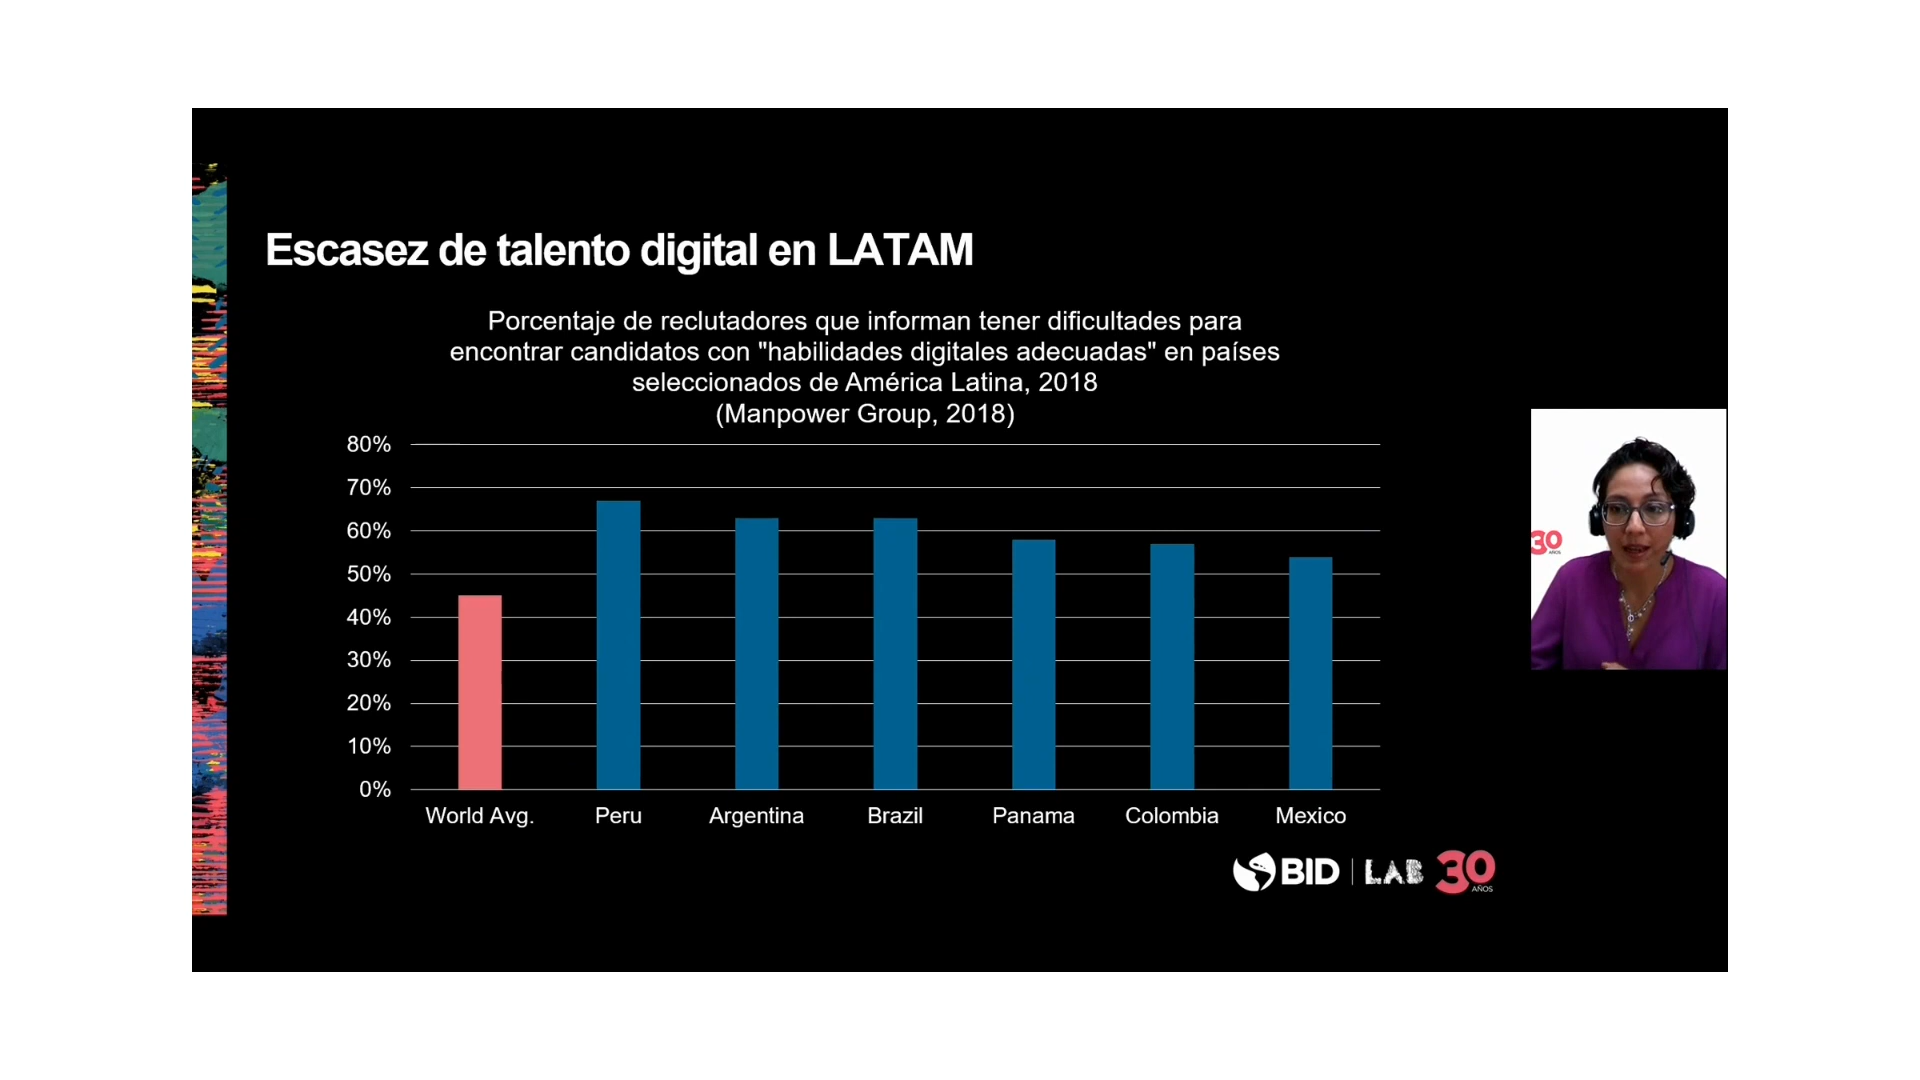 Escasez de talento digital en LATAM
Porcentaje de reclutadores que informan tener dificultades para
encontrar candidatos con "habilidades digitales adecuadas" en países
seleccionados de América Latina, 2018
(Manpower Group, 2018)
80%
70%
60%
50%
40%
30%
20%
10%
0%
World Avg.
Peru
Argentina
Brazil
Panama
Colombia
Mexico
30
AÑOS
BID
LAB
30
AÑOS